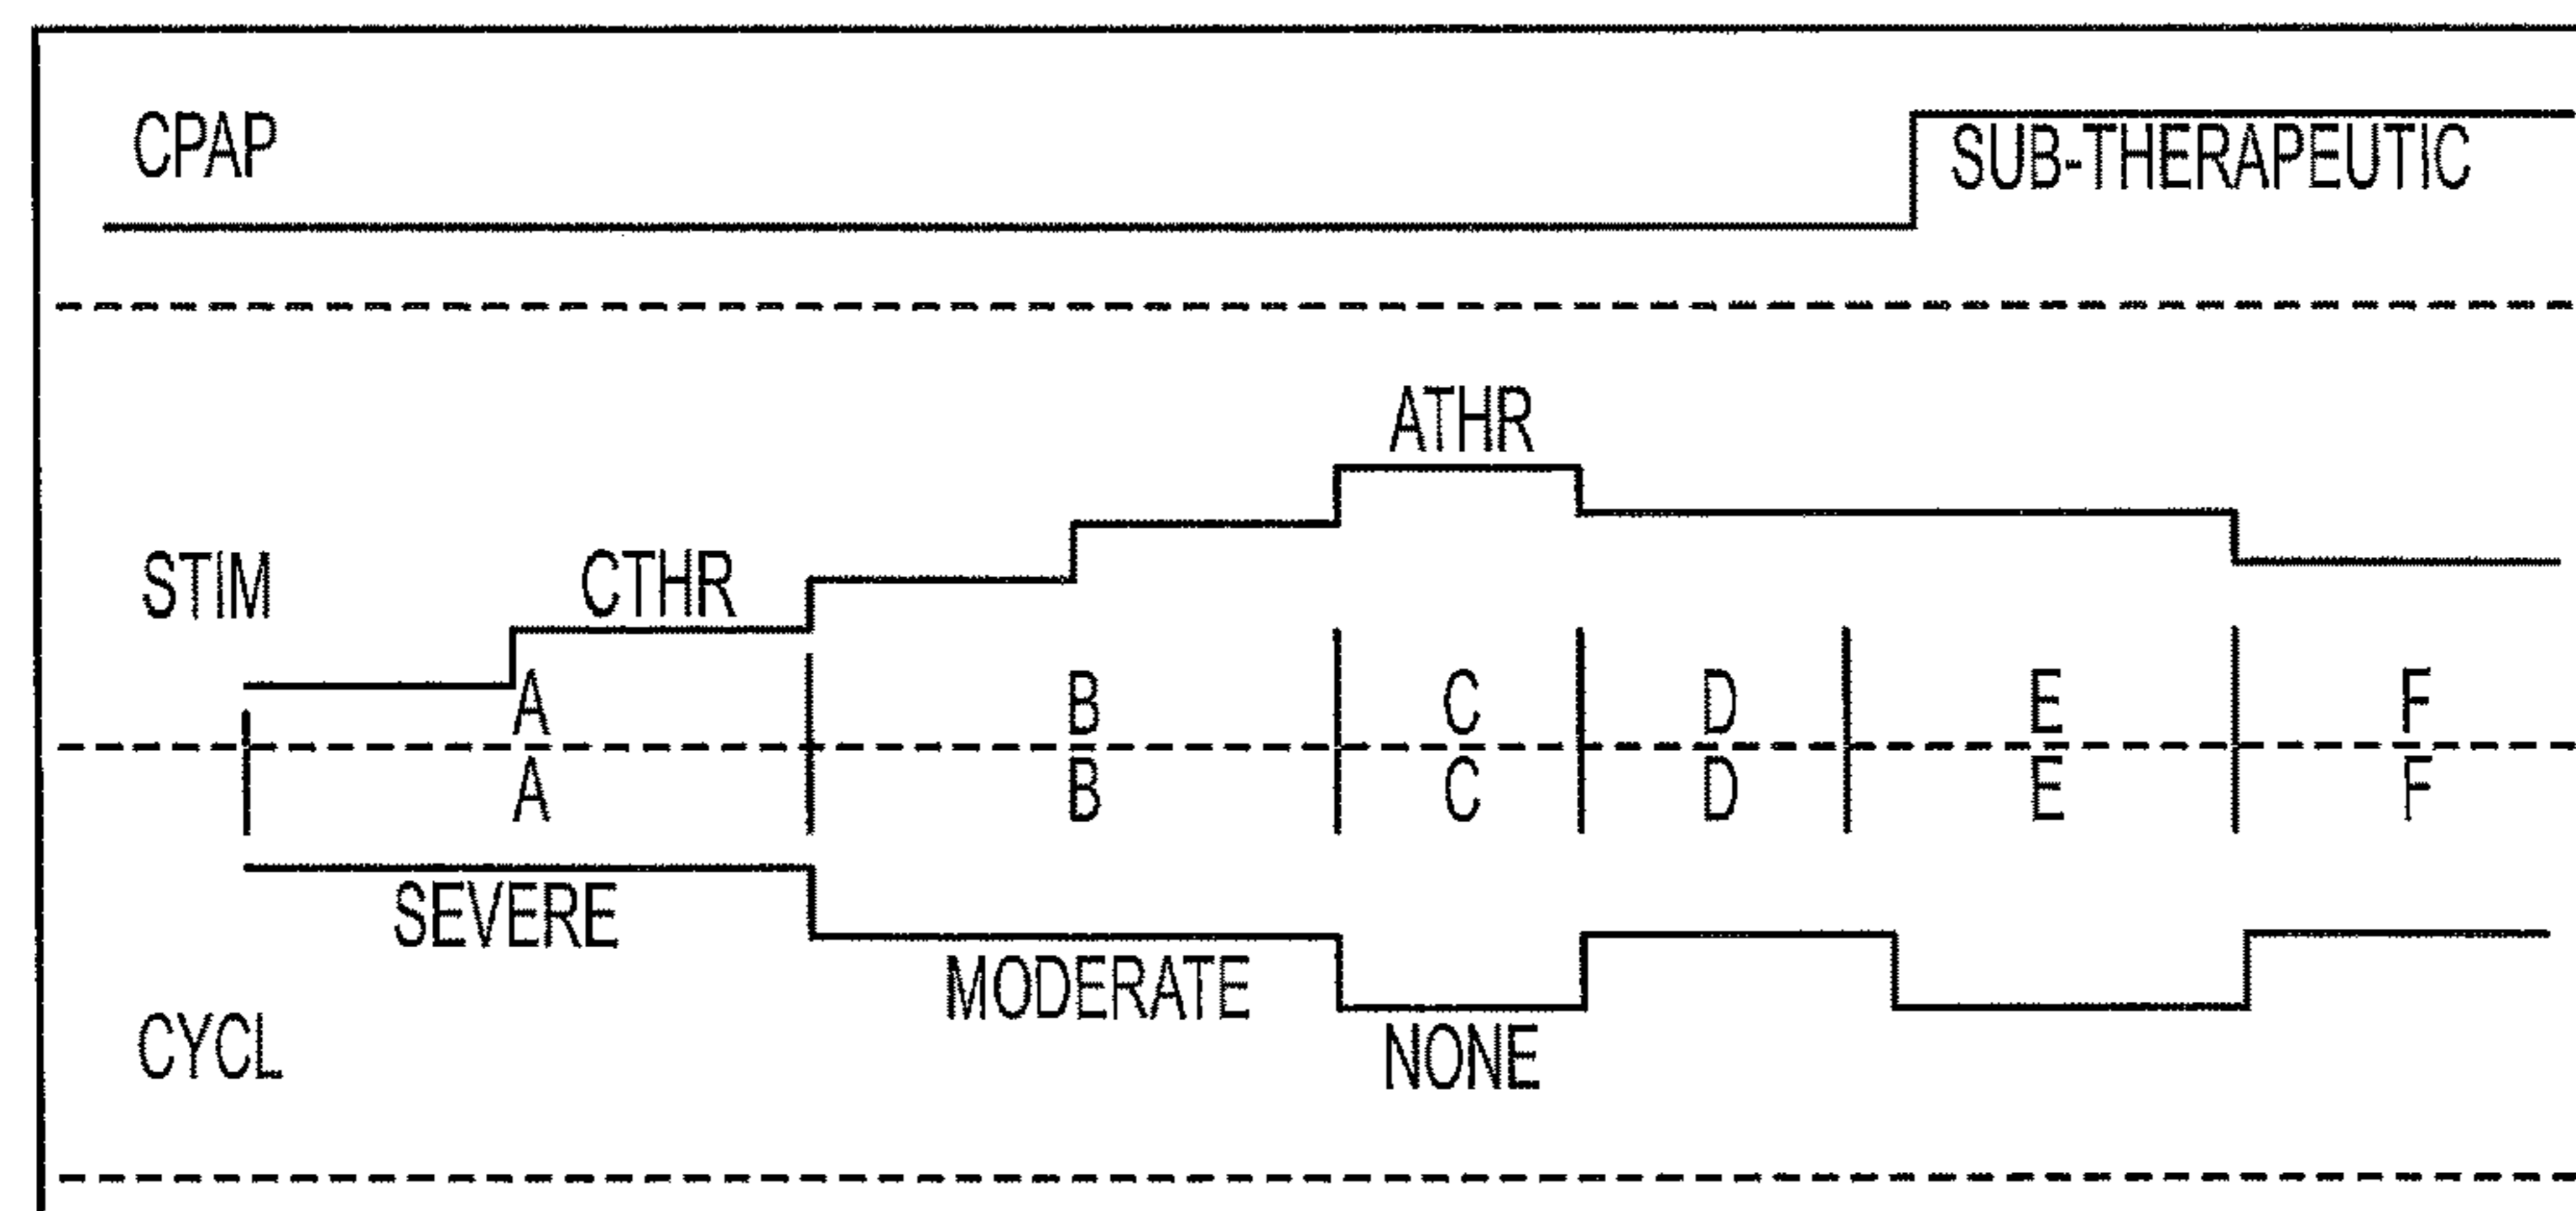 CPAP
SUB-THERAPEUTIC
ATHR
STIM
CTHR
A B C D E F
A B C D E F
SEVERE
MODERATE
NONE
CYCL